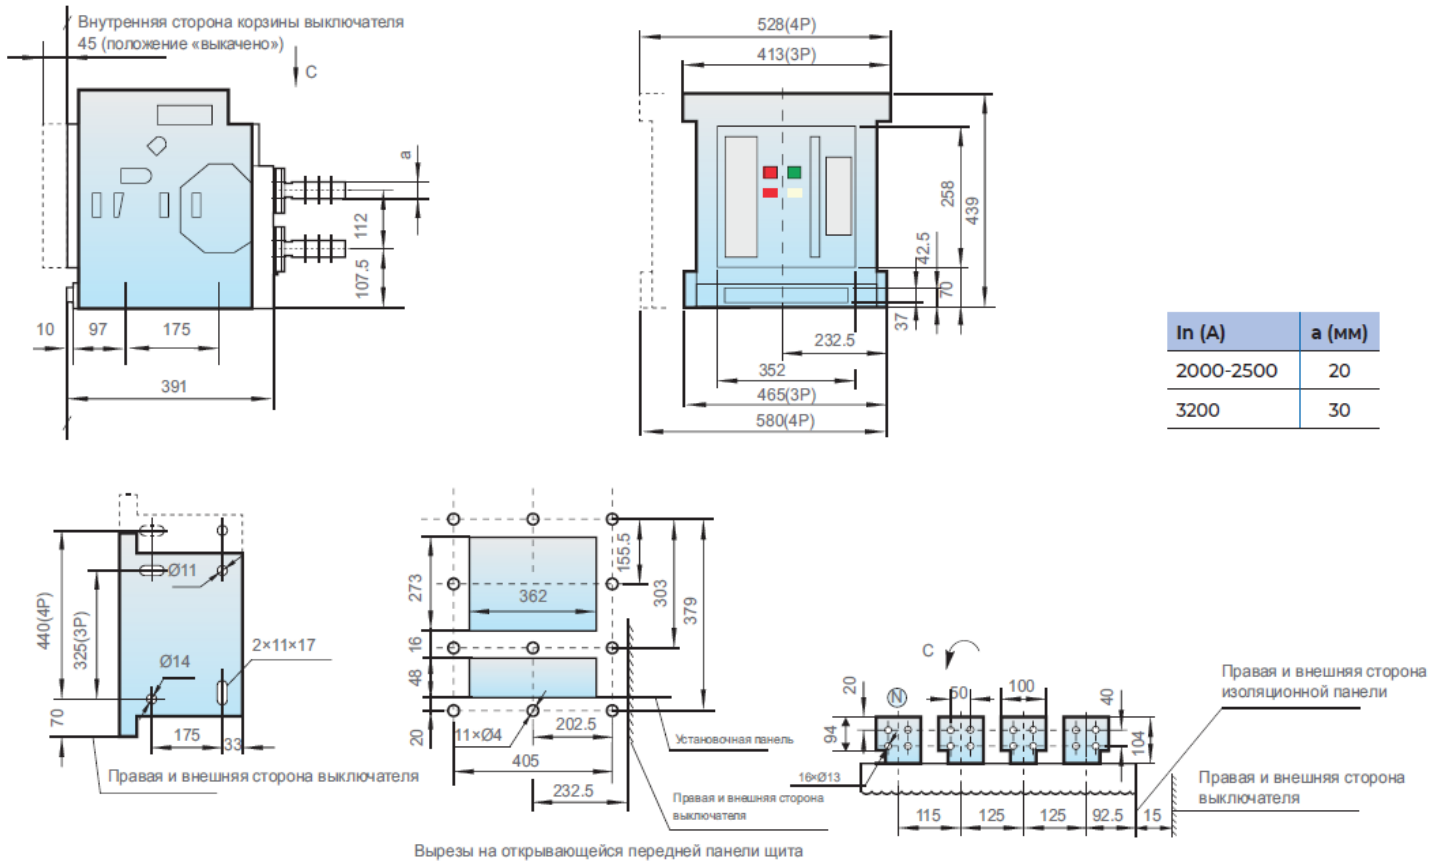 Внутренняя сторона корзины выключателя
45 (положение «выкачено»)
C
a
112
107.5
10
97
175
391
528(4P)
413(3P)
258
439
42.5
70
37
232.5
352
465(3P)
580(4P)
In (A)
a (мм)
2000-2500
20
3200
30
440(4P)
325(3P)
70
Ø11
Ø14
2×11×17
175
33
Правая и внешняя сторона выключателя
273
362
16
48
20
155.5
303
379
11×Ø4
202.5
405
232.5
Установочная панель
Правая и внешняя сторона
выключателя
Вырезы на открывающейся передней панели щита
C
20
94
N
50
100
40
104
16×Ø13
115
125
125
92.5
15
Правая и внешняя сторона
изоляционной панели
Правая и внешняя сторона
выключателя